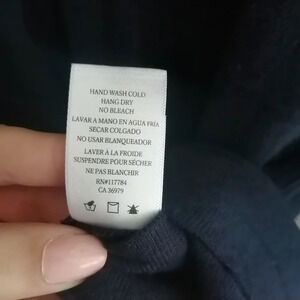 HAND WASH COLD
HANG DRY
NO BLEACH
LAVAR A MANO EN AGUA FRÍA
SECAR COLGADO
NO USAR BLANQUEADOR
LAVER À LA FROIDE
SUSPENDRE POUR SÉCHER
NE PAS BLANCHIR
RN#117784
CA 36979